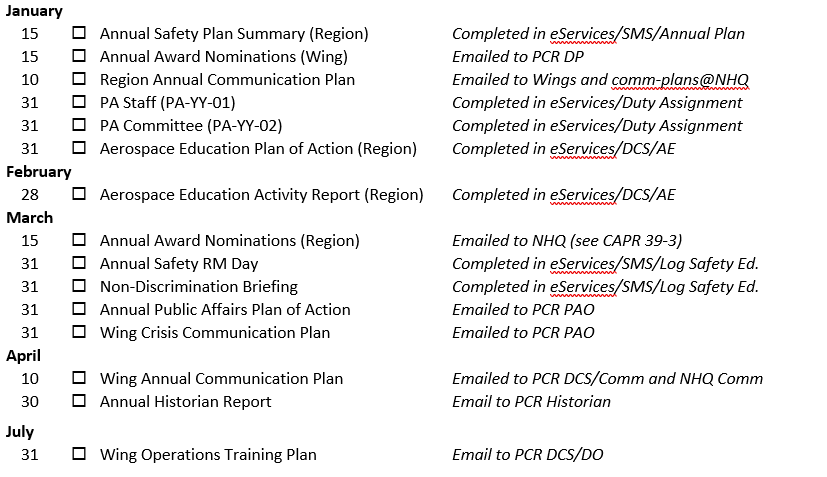 January
15 ☐ Annual Safety Plan Summary (Region) Completed in eServices/SMS/Annual Plan
15 ☐ Annual Award Nominations (Wing) Emailed to PCR DP
10 ☐ Region Annual Communication Plan Emailed to Wings and comm-plans@NHQ
31 ☐ PA Staff (PA-YY-01) Completed in eServices/Duty Assignment
31 ☐ PA Committee (PA-YY-02) Completed in eServices/Duty Assignment
31 ☐ Aerospace Education Plan of Action (Region) Completed in eServices/DCS/AE
February
28 ☐ Aerospace Education Activity Report (Region) Completed in eServices/DCS/AE
March
15 ☐ Annual Award Nominations (Region) Emailed to NHQ (see CAPR 39-3)
31 ☐ Annual Safety RM Day Completed in eServices/SMS/Log Safety Ed.
31 ☐ Non-Discrimination Briefing Completed in eServices/SMS/Log Safety Ed.
31 ☐ Annual Public Affairs Plan of Action Emailed to PCR PAO
31 ☐ Wing Crisis Communication Plan Emailed to PCR PAO
April
10 ☐ Wing Annual Communication Plan Emailed to PCR DCS/Comm and NHQ Comm
30 ☐ Annual Historian Report Email to PCR Historian
July
31 ☐ Wing Operations Training Plan Email to PCR DCS/DO